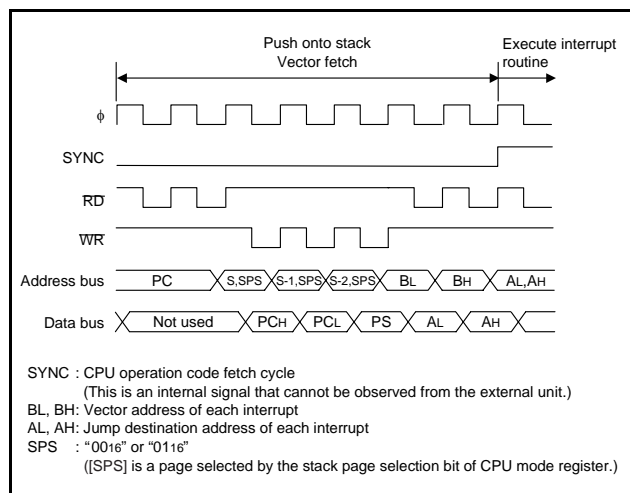 Push onto stack
Vector fetch
Execute interrupt
routine
ϕ
SYNC
RD
WR
Address bus
PC
S,SPS
S-1,SPS
S-2,SPS
BL
BH
AL,AH
Data bus
Not used
PCH
PCL
PS
AL
AH
SYNC : CPU operation code fetch cycle
(This is an internal signal that cannot be observed from the external unit.)
BL, BH: Vector address of each interrupt
AL, AH: Jump destination address of each interrupt
SPS : “0016” or “0116”
([SPS] is a page selected by the stack page selection bit of CPU mode register.)